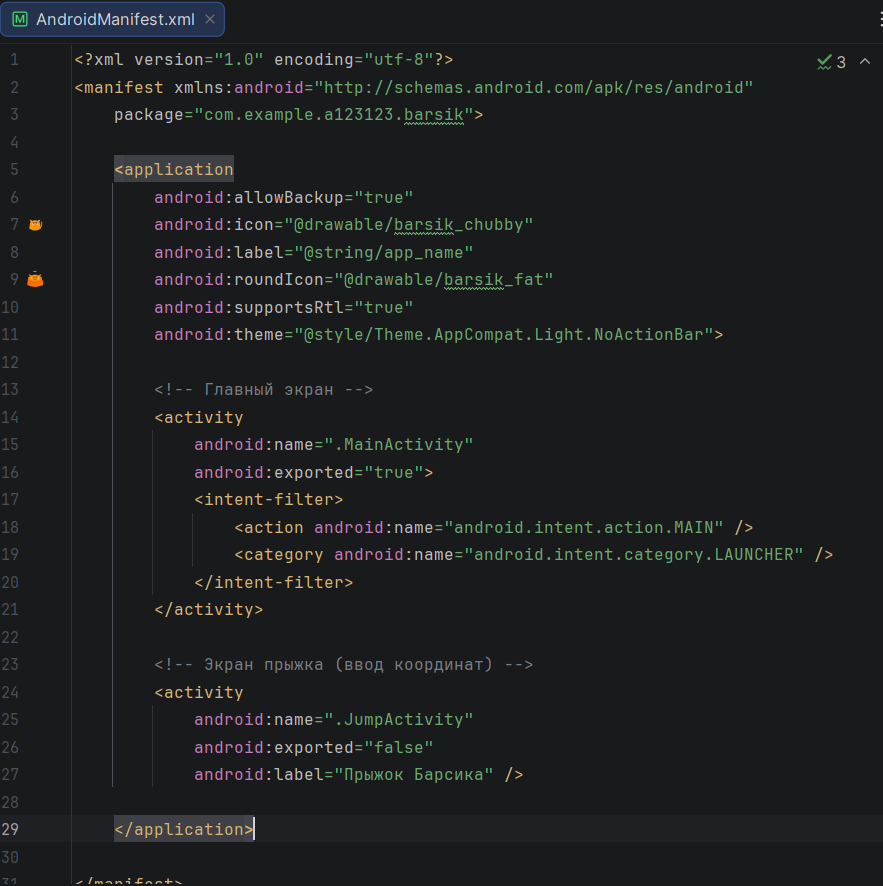 AndroidManifest.xml
3
1 <?xml version="1.0" encoding="utf-8"?>
2 <manifest xmlns:android="http://schemas.android.com/apk/res/android"
3 package="com.example.a123123.barsik">
4
5 <application
6 android:allowBackup="true"
7 android:icon="@drawable/barsik_chubby"
8 android:label="@string/app_name"
9 android:roundIcon="@drawable/barsik_fat"
10 android:supportsRtl="true"
11 android:theme="@style/Theme.AppCompat.Light.NoActionBar">
12
13 <!-- Главный экран -->
14 <activity
15 android:name=".MainActivity"
16 android:exported="true">
17 <intent-filter>
18 <action android:name="android.intent.action.MAIN" />
19 <category android:name="android.intent.category.LAUNCHER" />
20 </intent-filter>
21 </activity>
22
23 <!-- Экран прыжка (ввод координат) -->
24 <activity
25 android:name=".JumpActivity"
26 android:exported="false"
27 android:label="Прыжок Барсика" />
28
29 </application>
30
31 </manifest>